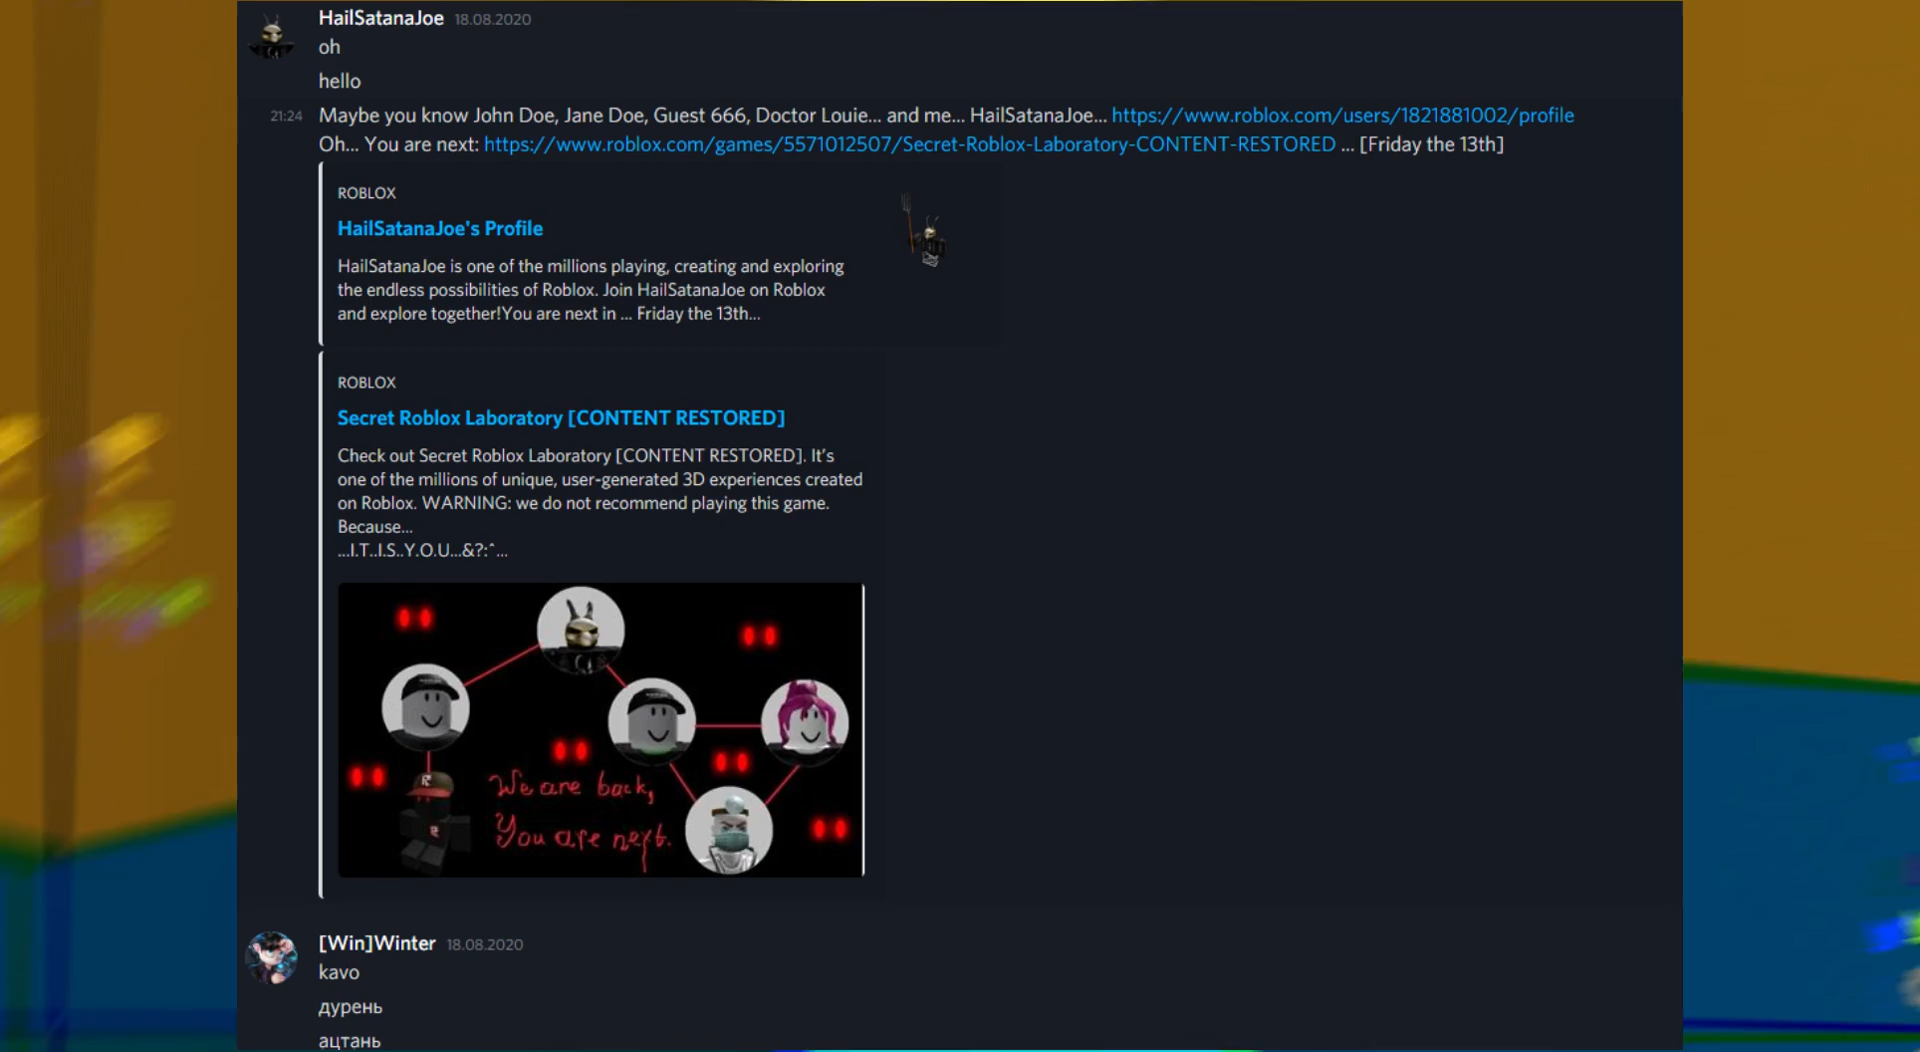 HailSatanaJoe 18.08.2020
oh
hello
21:24 Maybe you know John Doe, Jane Doe, Guest 666, Doctor Louie... and me... HailSatanaJoe... https://www.roblox.com/users/1821881002/profile
Oh... You are next: https://www.roblox.com/games/5571012507/Secret-Roblox-Laboratory-CONTENT-RESTORED ... [Friday the 13th]
ROBLOX
HailSatanaJoe's Profile
HailSatanaJoe is one of the millions playing, creating and exploring
the endless possibilities of Roblox. Join HailSatanaJoe on Roblox
and explore together!You are next in ... Friday the 13th...
ROBLOX
Secret Roblox Laboratory [CONTENT RESTORED]
Check out Secret Roblox Laboratory [CONTENT RESTORED]. It's
one of the millions of unique, user-generated 3D experiences created
on Roblox. WARNING: we do not recommend playing this game.
Because...
...I.T..I.S..Y.O.U...&?:^...
We are back,
You are next.
[Win]Winter 18.08.2020
kavo
дурень
ацтань